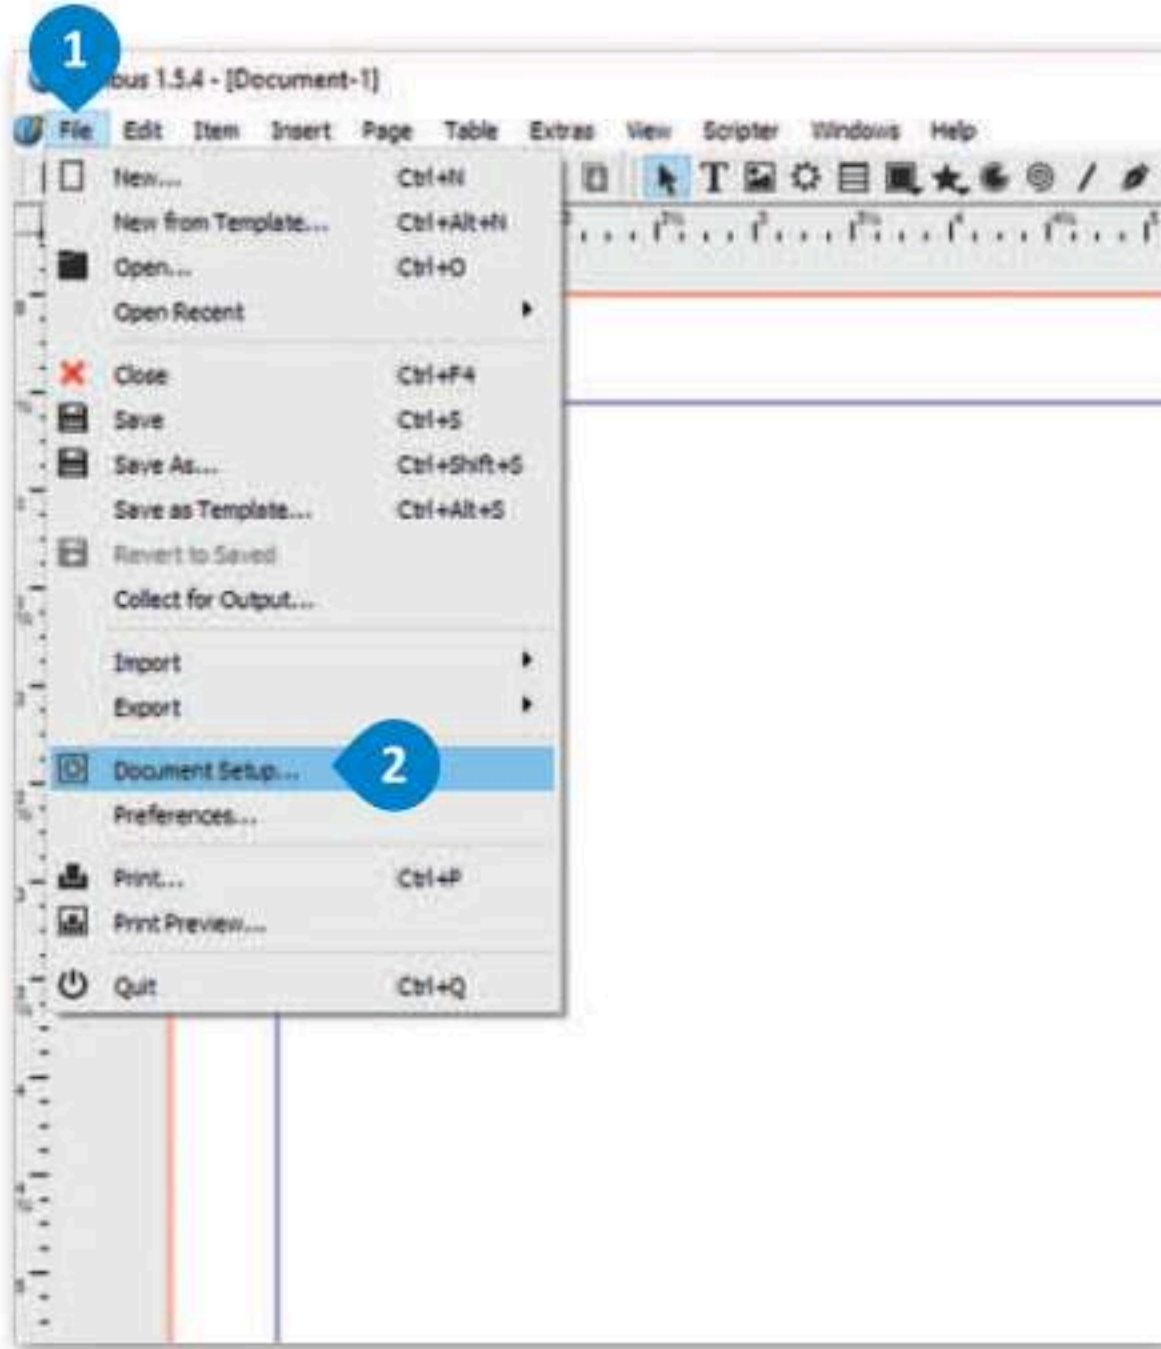 1
bus 1.5.4 - [Document-1]
File Edit Item Insert Page Table Extras View Scripter Windows Help
New... Ctrl+N
New from Template... Ctrl+Alt+N
Open... Ctrl+O
Open Recent
Close Ctrl+F4
Save Ctrl+S
Save As... Ctrl+Shift+S
Save as Template... Ctrl+Alt+S
Revert to Saved
Collect for Output...
Import
Export
Document Setup... 2
Preferences...
Print... Ctrl+P
Print Preview...
Quit Ctrl+Q